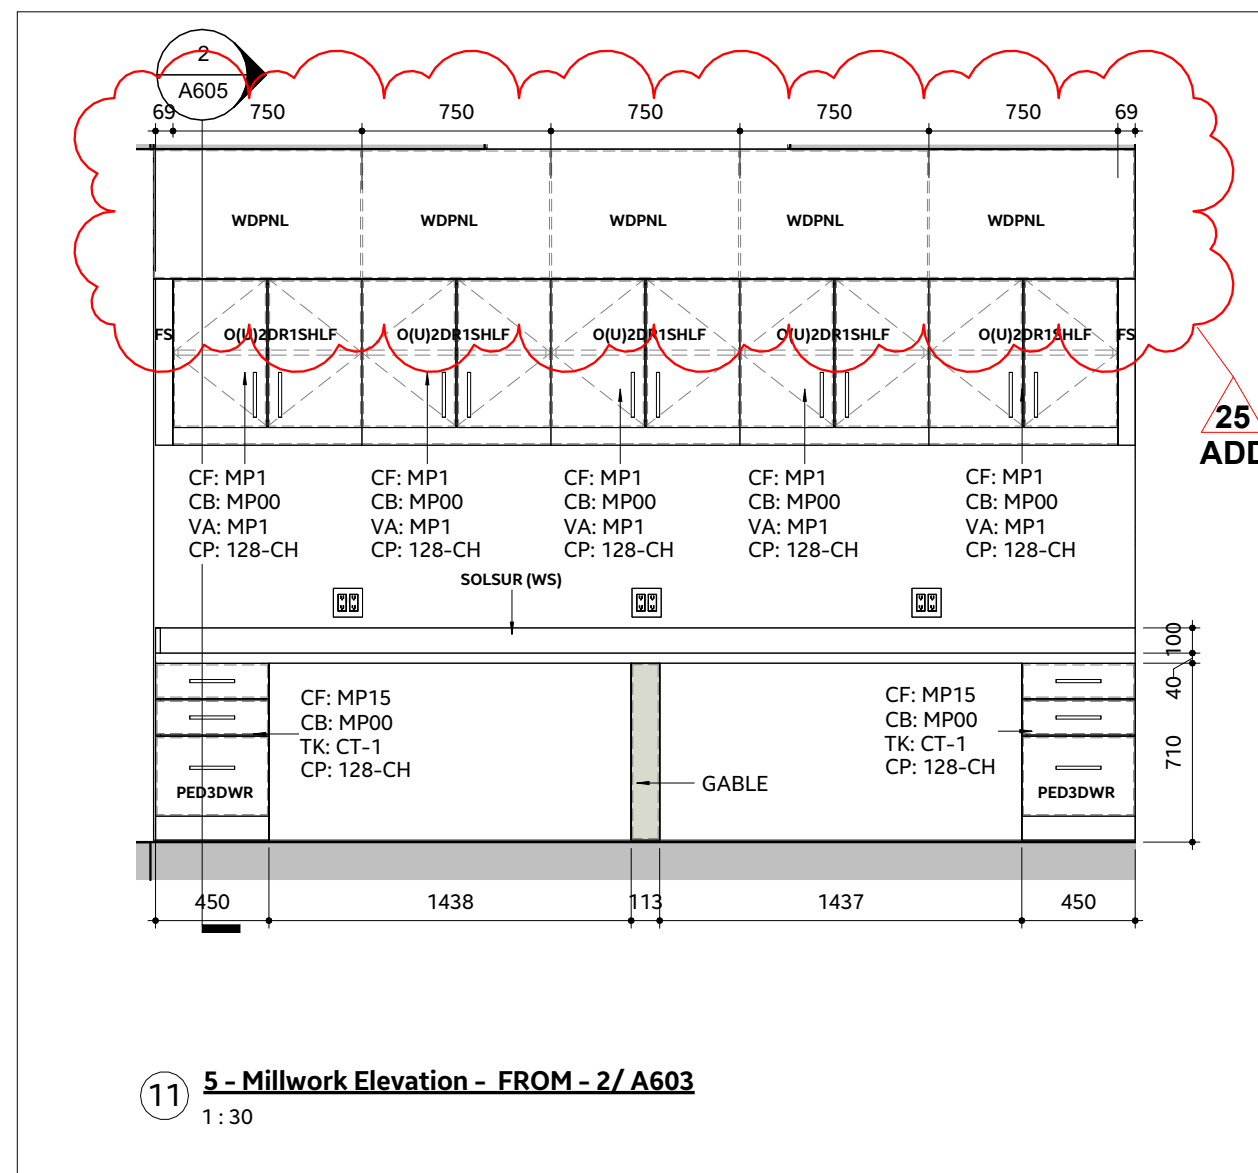 2
A605
69 750 750 750 750 750 69
WDPNL WDPNL WDPNL WDPNL WDPNL
FS O(U)2DR1SHLF O(U)2DR1SHLF O(U)2DR1SHLF O(U)2DR1SHLF O(U)2DR1SHLF FS
25
ADD
CF: MP1
CB: MP00
VA: MP1
CP: 128-CH
CF: MP1
CB: MP00
VA: MP1
CP: 128-CH
CF: MP1
CB: MP00
VA: MP1
CP: 128-CH
CF: MP1
CB: MP00
VA: MP1
CP: 128-CH
CF: MP1
CB: MP00
VA: MP1
CP: 128-CH
SOLSUR (WS)
100
40
710
CF: MP15
CB: MP00
TK: CT-1
CP: 128-CH
CF: MP15
CB: MP00
TK: CT-1
CP: 128-CH
GABLE
PED3DWR PED3DWR
450 1438 113 1437 450
11 5 - Millwork Elevation - FROM - 2/ A603
1 : 30